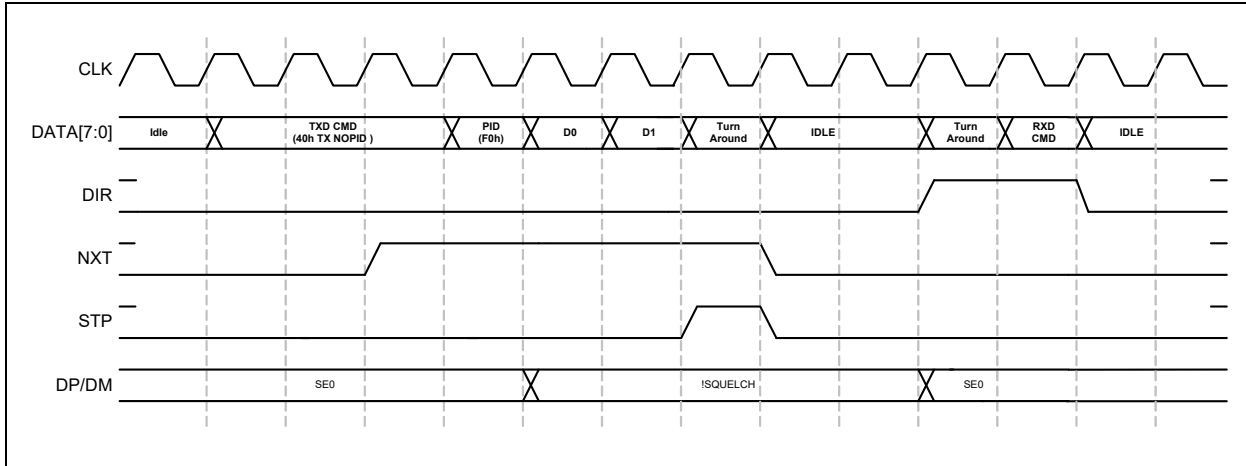 CLK
DATA[7:0]
Idle
TXD CMD
(40h TX NOPID )
PID
(F0h)
D0
D1
Turn
Around
IDLE
Turn
Around
RXD
CMD
IDLE
DIR
NXT
STP
DP/DM
SE0
!SQUELCH
SE0